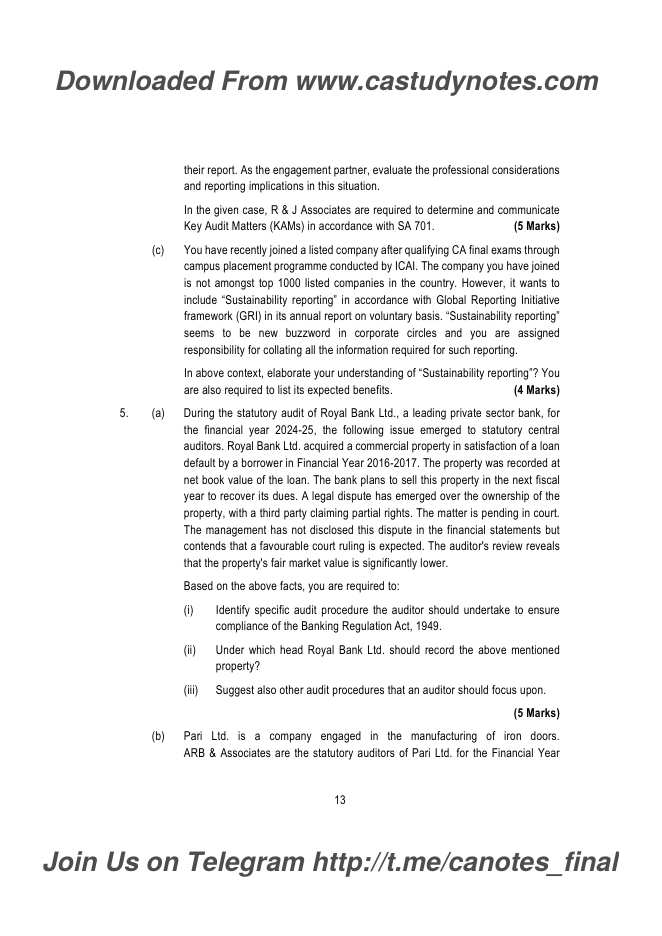 Downloaded From www.castudynotes.com
their report. As the engagement partner, evaluate the professional considerations
and reporting implications in this situation.
In the given case, R & J Associates are required to determine and communicate
Key Audit Matters (KAMs) in accordance with SA 701. (5 Marks)
(c) You have recently joined a listed company after qualifying CA final exams through
campus placement programme conducted by ICAI. The company you have joined
is not amongst top 1000 listed companies in the country. However, it wants to
include “Sustainability reporting” in accordance with Global Reporting Initiative
framework (GRI) in its annual report on voluntary basis. “Sustainability reporting”
seems to be new buzzword in corporate circles and you are assigned
responsibility for collating all the information required for such reporting.
In above context, elaborate your understanding of “Sustainability reporting”? You
are also required to list its expected benefits. (4 Marks)
5. (a) During the statutory audit of Royal Bank Ltd., a leading private sector bank, for
the financial year 2024-25, the following issue emerged to statutory central
auditors. Royal Bank Ltd. acquired a commercial property in satisfaction of a loan
default by a borrower in Financial Year 2016-2017. The property was recorded at
net book value of the loan. The bank plans to sell this property in the next fiscal
year to recover its dues. A legal dispute has emerged over the ownership of the
property, with a third party claiming partial rights. The matter is pending in court.
The management has not disclosed this dispute in the financial statements but
contends that a favourable court ruling is expected. The auditor's review reveals
that the property's fair market value is significantly lower.
Based on the above facts, you are required to:
(i) Identify specific audit procedure the auditor should undertake to ensure
compliance of the Banking Regulation Act, 1949.
(ii) Under which head Royal Bank Ltd. should record the above mentioned
property?
(iii) Suggest also other audit procedures that an auditor should focus upon.
(5 Marks)
(b) Pari Ltd. is a company engaged in the manufacturing of iron doors.
ARB & Associates are the statutory auditors of Pari Ltd. for the Financial Year
13
Join Us on Telegram http://t.me/canotes_final